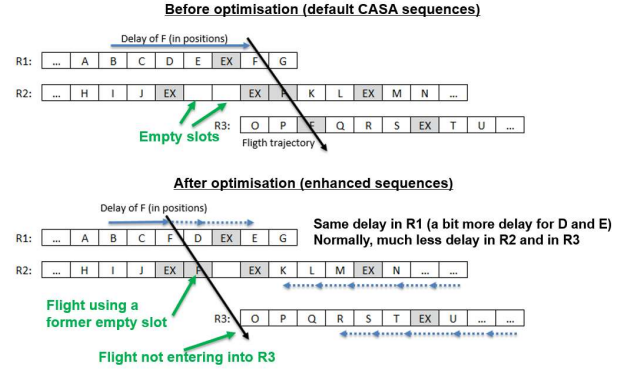 Before optimisation (default CASA sequences)
Delay of F (in positions)
R1: ... A B C D E EX F G
R2: ... H I J EX EX F K L EX M N ...
Empty slots
R3: O P F Q R S EX T U ...
Fligth trajectory
After optimisation (enhanced sequences)
Delay of F (in positions)
Same delay in R1 (a bit more delay for D and E)
Normally, much less delay in R2 and in R3
R1: ... A B C F D EX E G
R2: ... H I J EX F EX K L M EX N ... ...
Flight using a
former empty slot
R3: O P Q R S T EX U ... ...
Flight not entering into R3